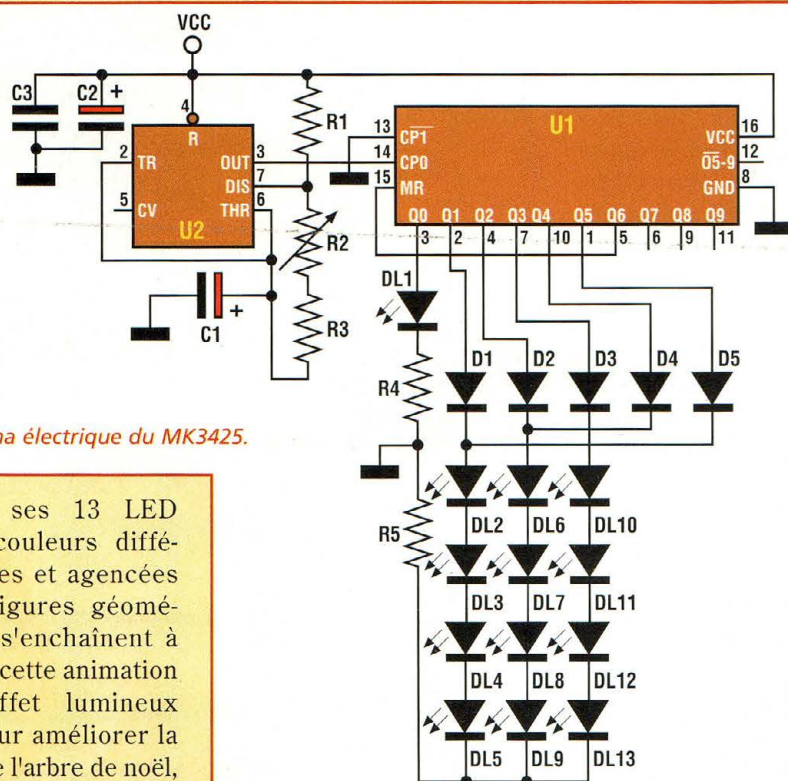 VCC
C3 C2 + 4 R1
R
2 TR OUT 3
DIS 7
5 CV THR 6
U2
R2
C1 +
R3
U1
13 CP1 VCC 16
14 CP0 O5-9 12
15 MR GND 8
Q0 Q1 Q2 Q3 Q4 Q5 Q6 Q7 Q8 Q9
3 2 4 7 10 1 5 6 9 11
DL1
R4
D1 D2 D3 D4 D5
R5
DL2 DL6 DL10
DL3 DL7 DL11
DL4 DL8 DL12
DL5 DL9 DL13
ma électrique du MK3425.
ses 13 LED
couleurs diffé-
es et agencées
igures géomé-
s'enchaînent à
cette animation
ffet lumineux
ur améliorer la
e l'arbre de noël,